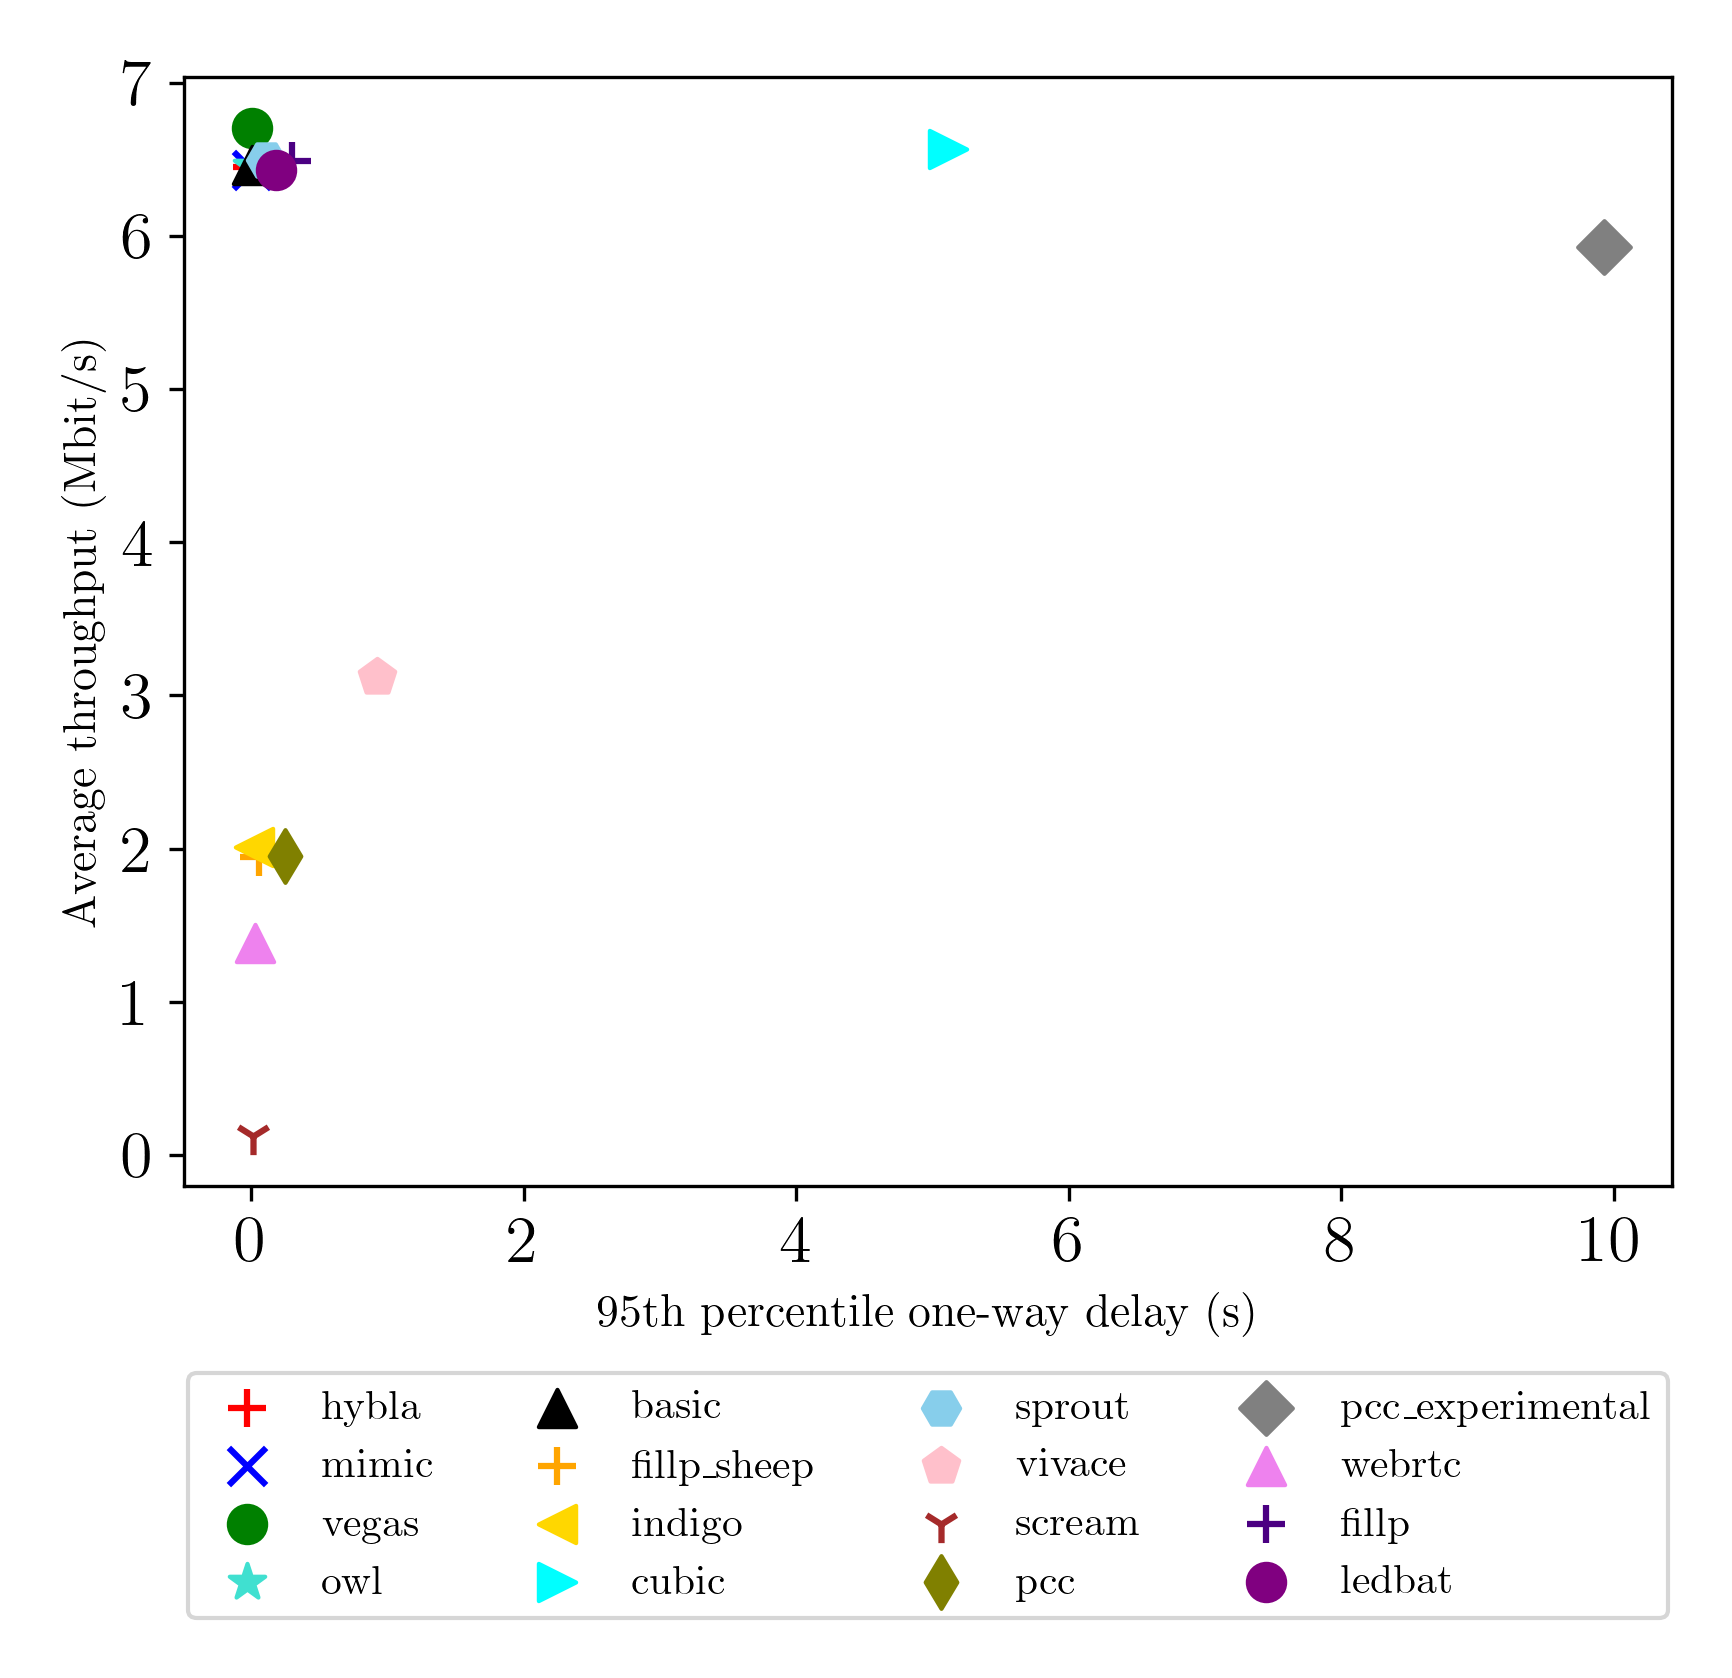 7
6
5
4
3
2
1
0
Average throughput (Mbit/s)
0 2 4 6 8 10
95th percentile one-way delay (s)
hybla basic sprout pcc_experimental
mimic fillp_sheep vivace webrtc
vegas indigo scream fillp
owl cubic pcc ledbat